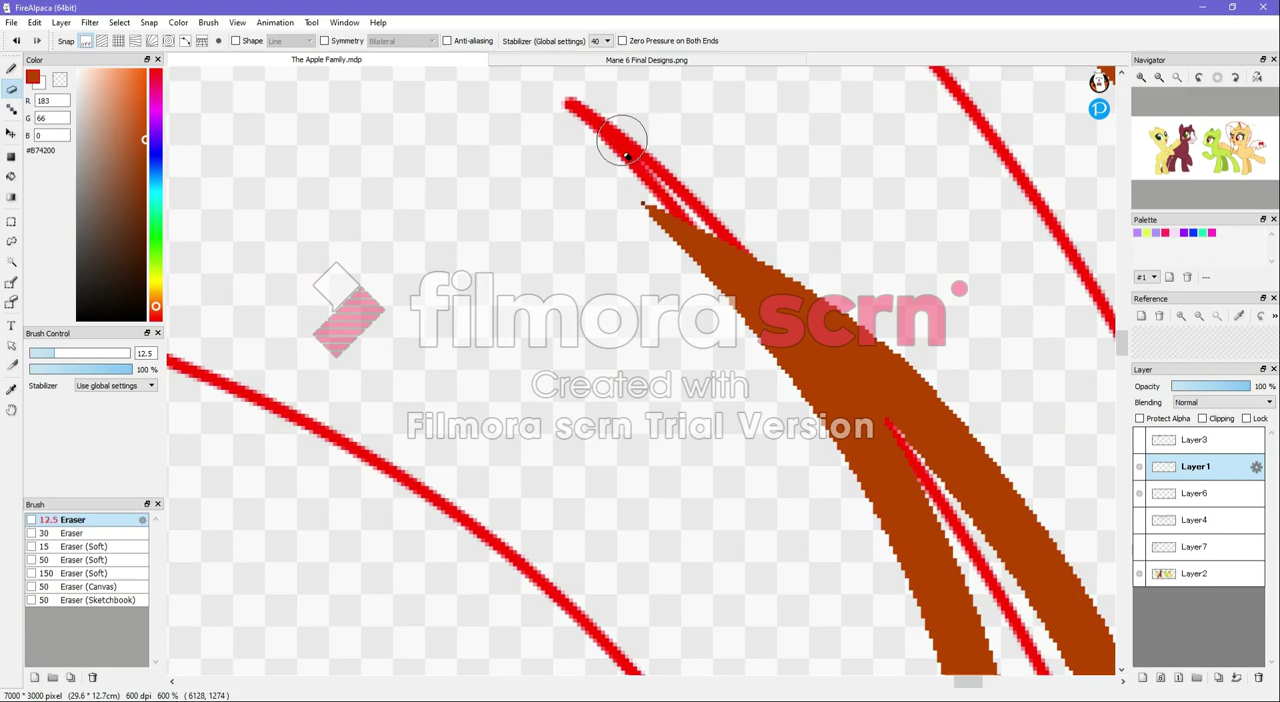 FireAlpaca (64bit)
File Edit Layer Filter Select Snap Color Brush View Animation Tool Window Help
Snap OFF Shape Line Symmetry Bilateral Anti-aliasing Stabilizer (Global settings) 40 Zero Pressure on Both Ends
Color
The Apple Family.mdp
Mane 6 Final Designs.png
Navigator
R 183
G 66
B 0
#B74200
Palette
#1
Reference
Brush Control
12.5
100 %
Stabilizer Use global settings
Layer
Opacity 100 %
Blending Normal
Protect Alpha Clipping Lock
Layer3
Layer1
Layer6
Layer4
Layer7
Layer2
filmora scrn
Created with
Filmora scrn Trial Version
Brush
12.5 Eraser
30 Eraser
15 Eraser (Soft)
50 Eraser (Soft)
150 Eraser (Soft)
50 Eraser (Canvas)
50 Eraser (Sketchbook)
7000 * 3000 pixel (29.6 * 12.7cm) 600 dpi 600 % ( 6128, 1274 )